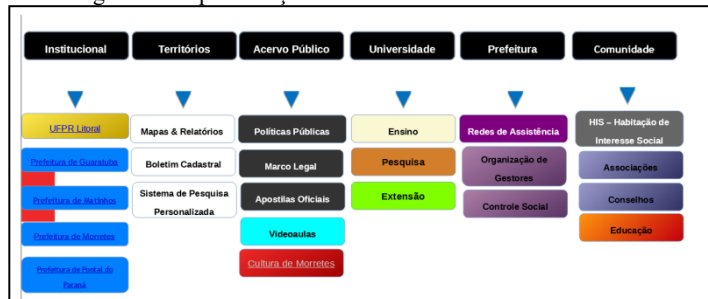 Institucional
Territórios
Acervo Público
Universidade
Prefeitura
Comunidade
UFPR Litoral
Prefeitura de Guaratuba
Prefeitura de Matinhos
Prefeitura de Morretes
Prefeitura de Pontal do
Paraná
Mapas & Relatórios
Boletim Cadastral
Sistema de Pesquisa
Personalizada
Políticas Públicas
Marco Legal
Apostilas Oficiais
Videoaulas
Cultura de Morretes
Ensino
Pesquisa
Extensão
Redes de Assistência
Organização de
Gestores
Controle Social
HIS – Habitação de
Interesse Social
Associações
Conselhos
Educação